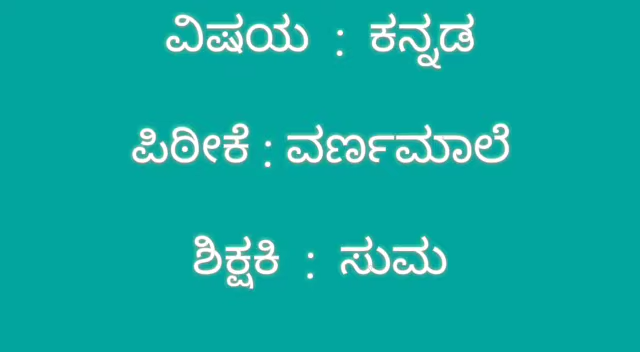 ವಿಷಯ : ಕನ್ನಡ
ಪಿಠೀಕೆ : ವರ್ಣಮಾಲೆ
ಶಿಕ್ಷಕಿ : ಸುಮ